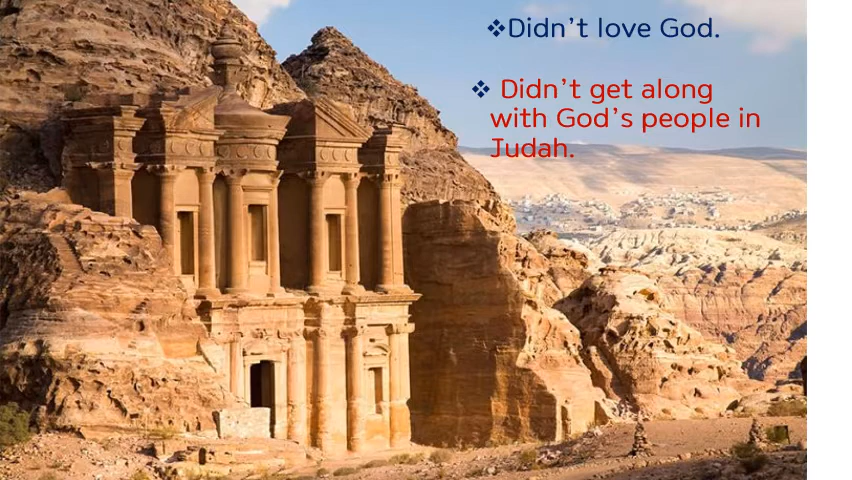 ❖Didn’t love God.
❖ Didn’t get along
with God’s people in
Judah.